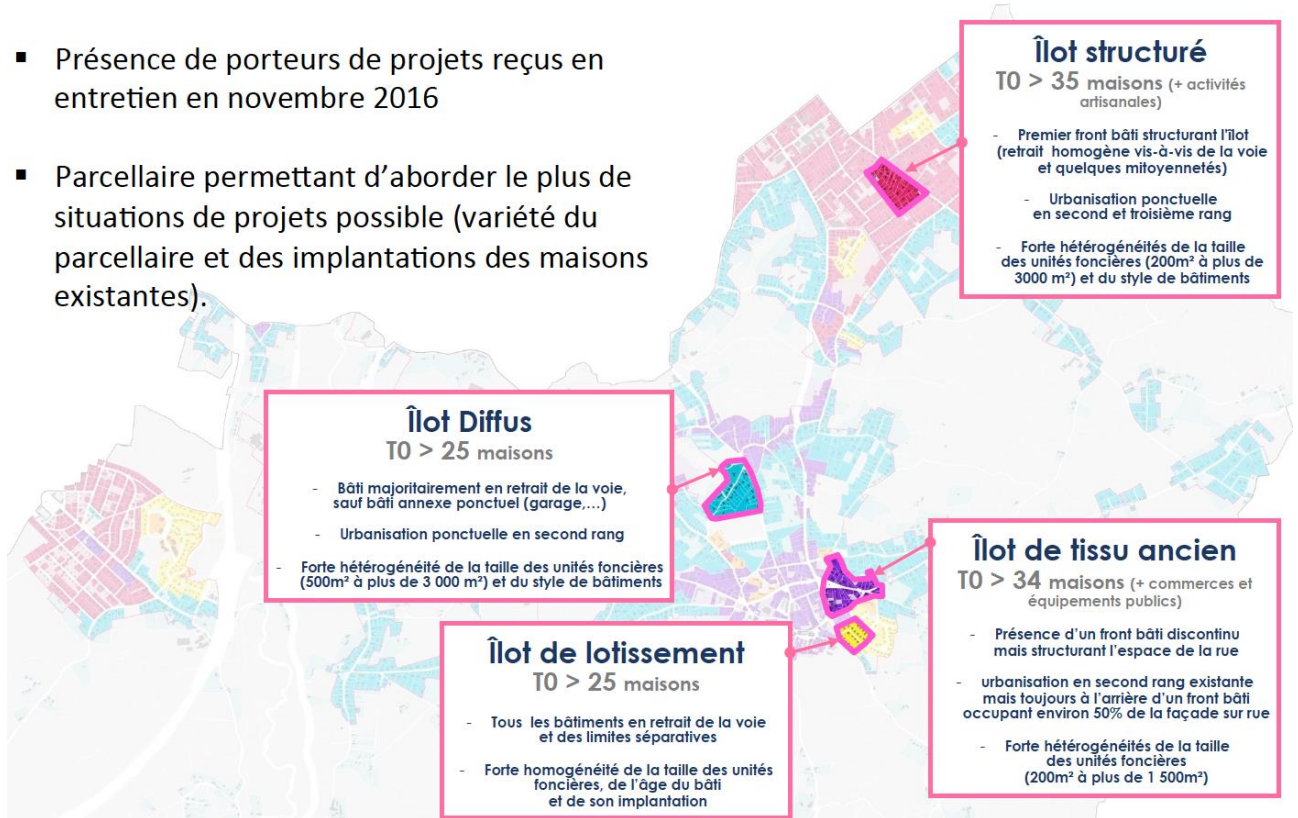 ▪ Présence de porteurs de projets reçus en
entretien en novembre 2016
▪ Parcellaire permettant d'aborder le plus de
situations de projets possible (variété du
parcellaire et des implantations des maisons
existantes).
Îlot structuré
T0 > 35 maisons (+ activités
artisanales)
- Premier front bâti structurant l'îlot
(retrait homogène vis-à-vis de la voie
et quelques mitoyennetés)
- Urbanisation ponctuelle
en second et troisième rang
- Forte hétérogénéités de la taille
des unités foncières (200m² à plus de
3000 m²) et du style de bâtiments
Îlot Diffus
T0 > 25 maisons
- Bâti majoritairement en retrait de la voie,
sauf bâti annexe ponctuel (garage,...)
- Urbanisation ponctuelle en second rang
- Forte hétérogénéité de la taille des unités foncières
(500m² à plus de 3 000 m²) et du style de bâtiments
Îlot de lotissement
T0 > 25 maisons
- Tous les bâtiments en retrait de la voie
et des limites séparatives
- Forte homogénéité de la taille des unités
foncières, de l'âge du bâti
et de son implantation
Îlot de tissu ancien
T0 > 34 maisons (+ commerces et
équipements publics)
- Présence d'un front bâti discontinu
mais structurant l'espace de la rue
- urbanisation en second rang existante
mais toujours à l'arrière d'un front bâti
occupant environ 50% de la façade sur rue
- Forte hétérogénéités de la taille
des unités foncières
(200m² à plus de 1 500m²)